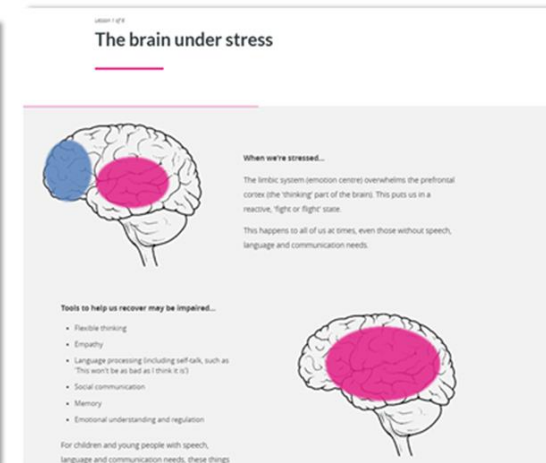 Lesson 1 of 8
The brain under stress
When we're stressed...
The limbic system (emotion centre) overwhelms the prefrontal
cortex (the 'thinking' part of the brain). This puts us in a
reactive, 'fight or flight' state.
This happens to all of us at times, even those without speech,
language and communication needs.
Tools to help us recover may be impaired...
• Flexible thinking
• Empathy
• Language processing (including self-talk, such as
'This won't be as bad as I think it is')
• Social communication
• Memory
• Emotional understanding and regulation
For children and young people with speech,
language and communication needs, these things